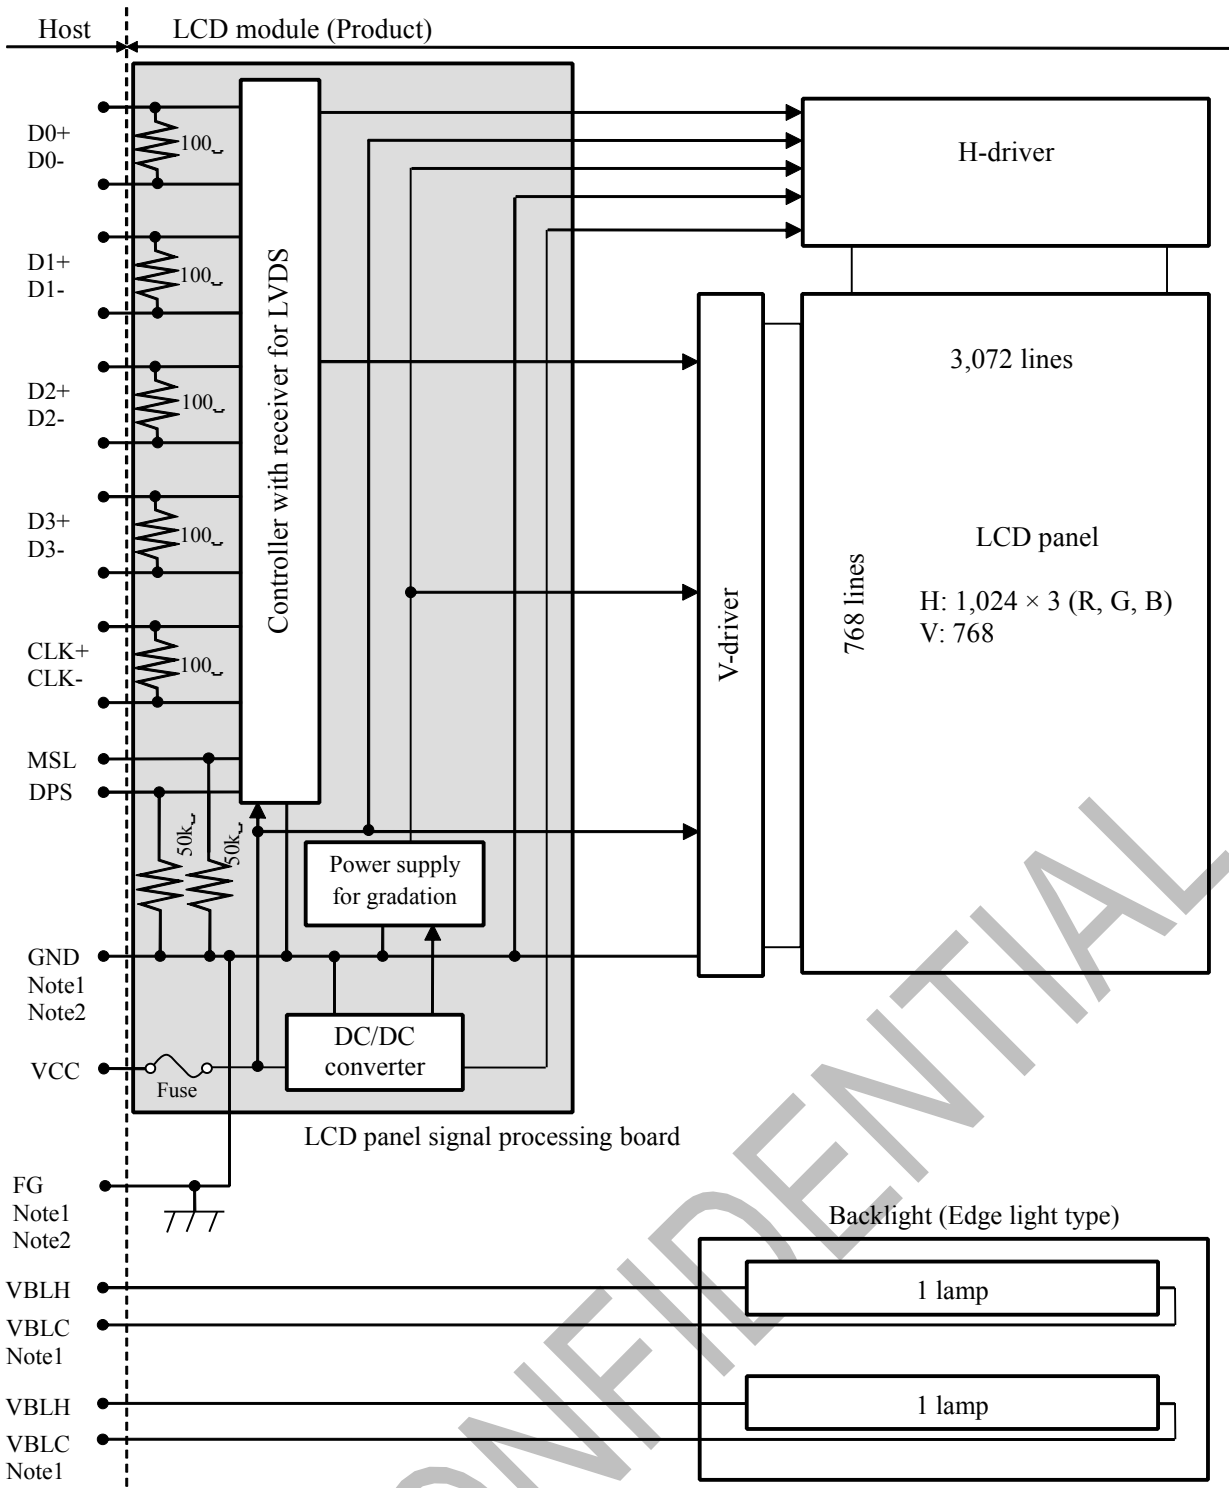 Host
LCD module (Product)
D0+
D0-
100
H-driver
D1+
D1-
100
Controller with receiver for LVDS
3,072 lines
D2+
D2-
100
D3+
D3-
100
768 lines
LCD panel
H: 1,024 × 3 (R, G, B)
V: 768
V-driver
CLK+
CLK-
100
MSL
DPS
50k
50k
Power supply
for gradation
GND
Note1
Note2
DC/DC
converter
VCC
Fuse
LCD panel signal processing board
FG
Note1
Note2
Backlight (Edge light type)
VBLH
1 lamp
VBLC
Note1
VBLH
1 lamp
VBLC
Note1
ONFIDENTIAL